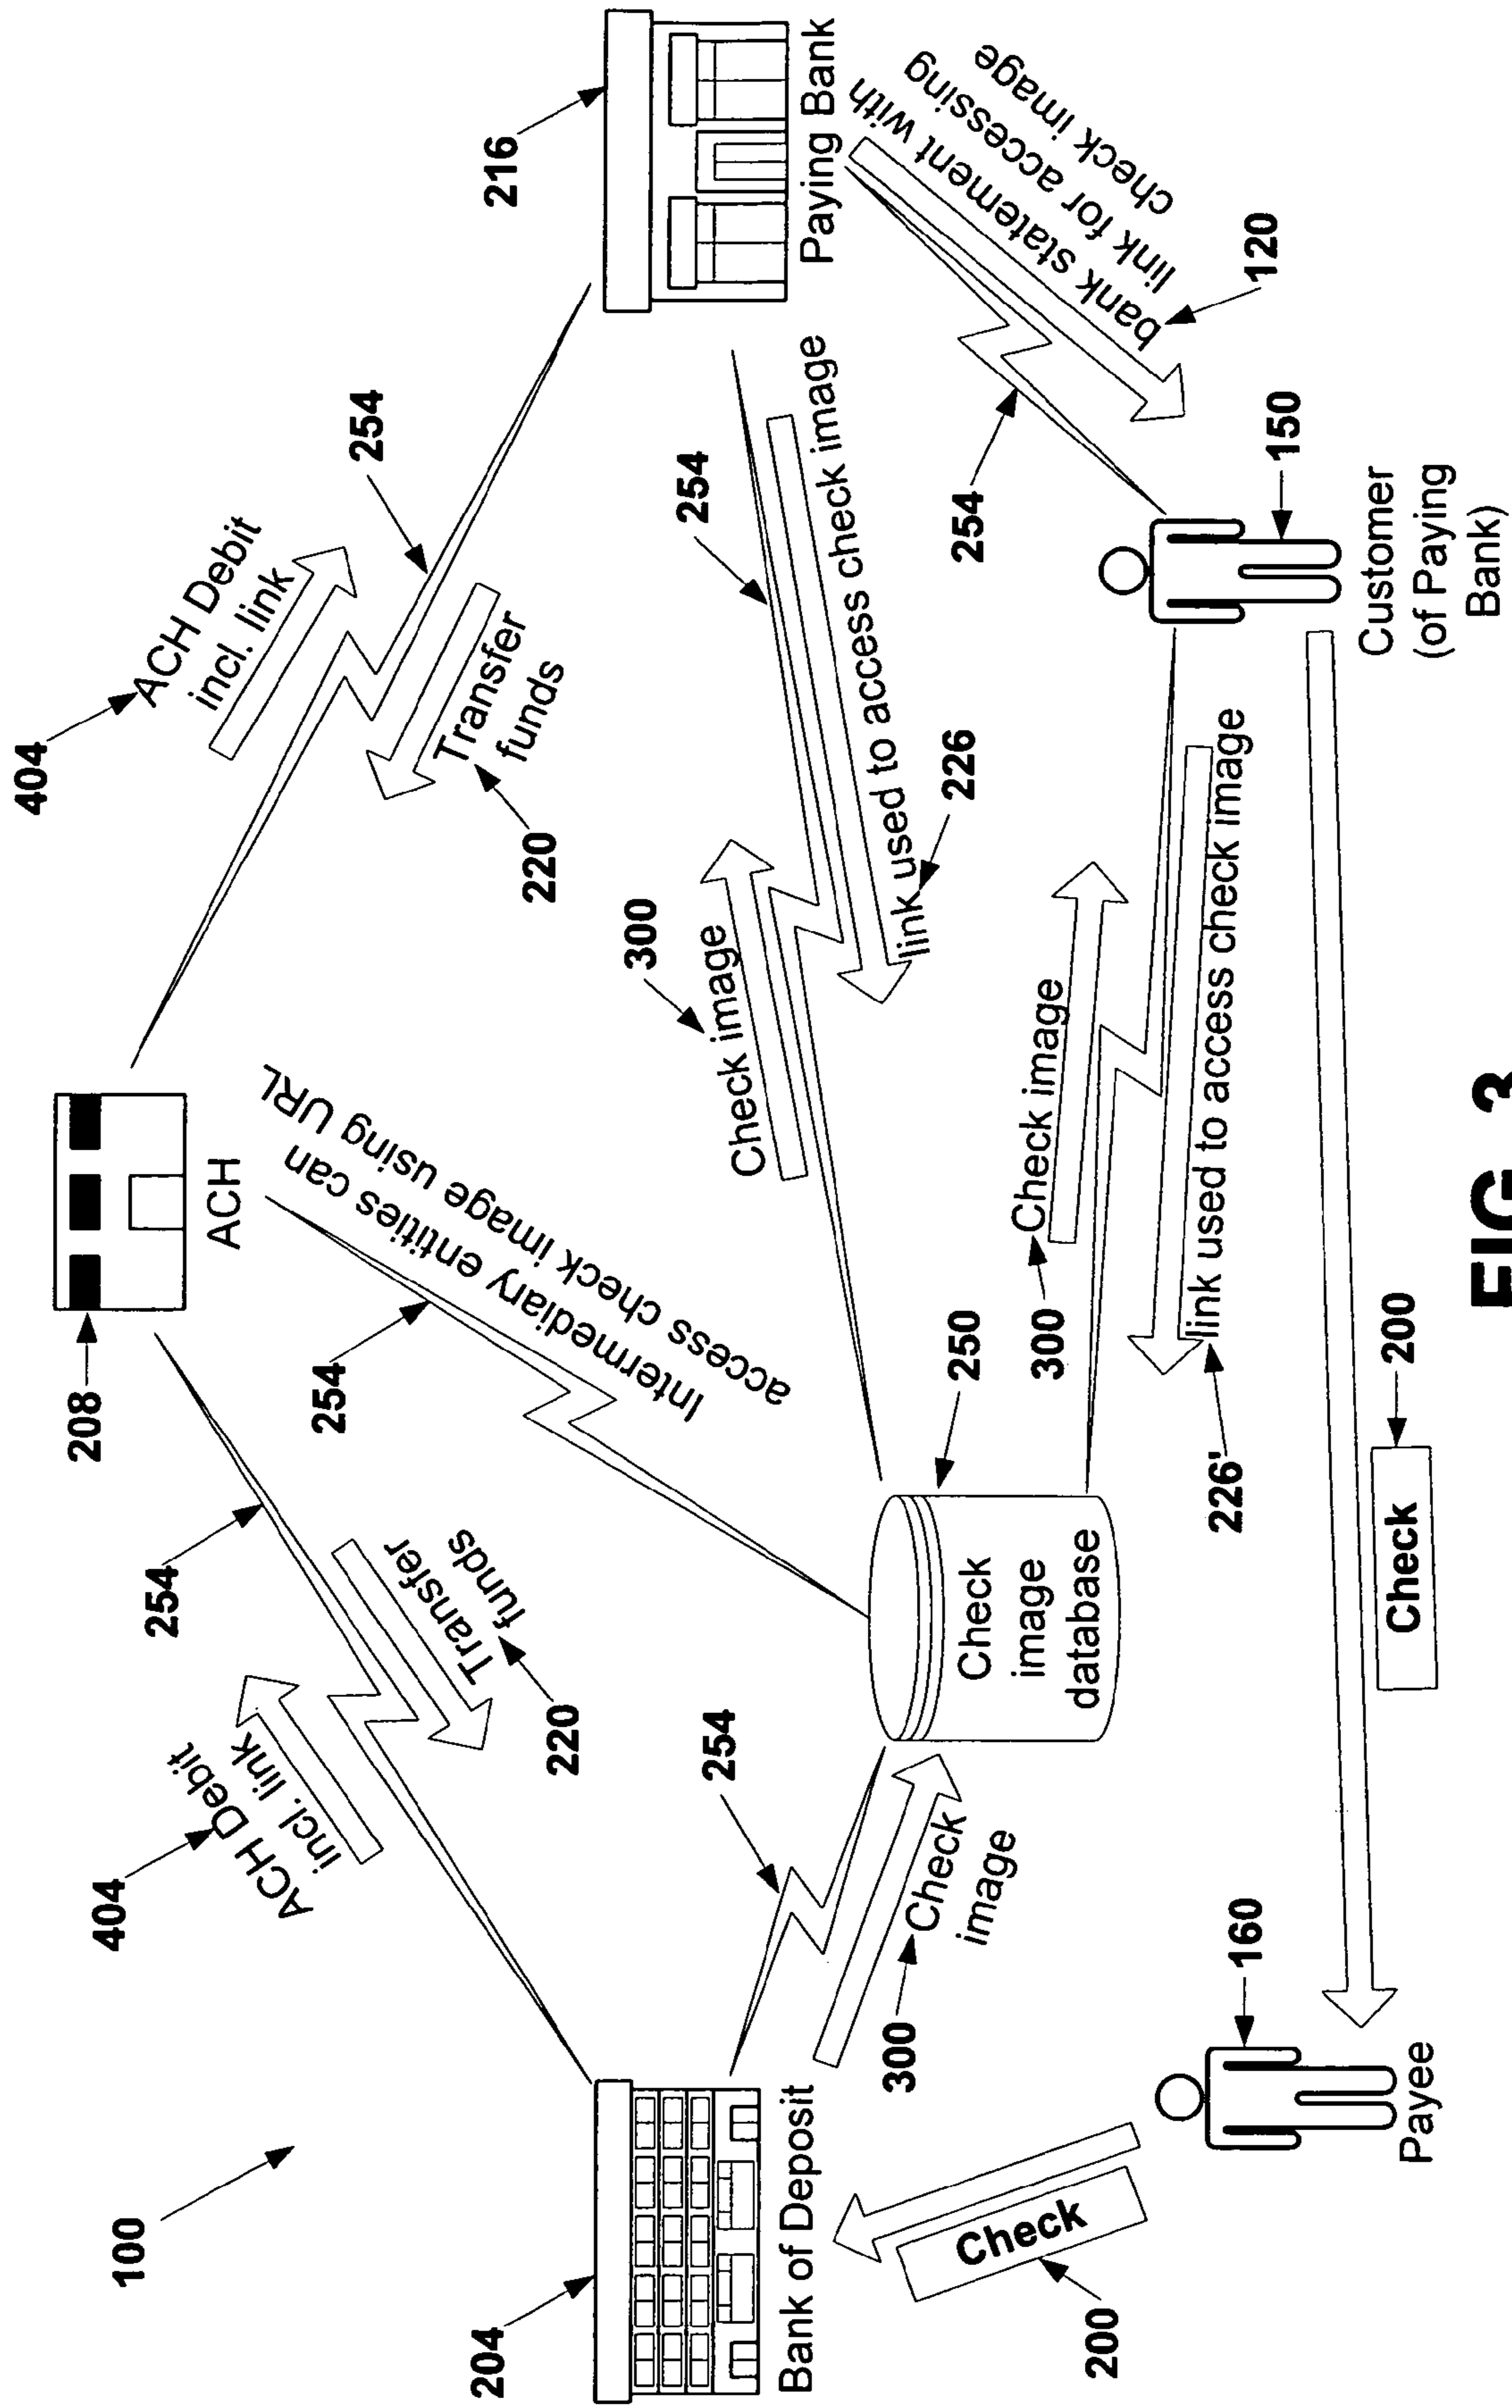 100
404
ACH Debit
incl. link
254
208
ACH
404
ACH Debit
incl. link
254
216
Paying Bank
204
Bank of Deposit
Transfer
funds
220
254
Intermediary entities can
access check image using URL
Transfer
funds
220
254
300
Check
image
Check
image
database
250
300
Check image
254
link used to access check image
226
254
bank statement with
link for accessing
check image
120
200
Check
160
Payee
300
Check image
226'
link used to access check image
150
Customer
(of Paying
Bank)
Check
200
FIG. 3